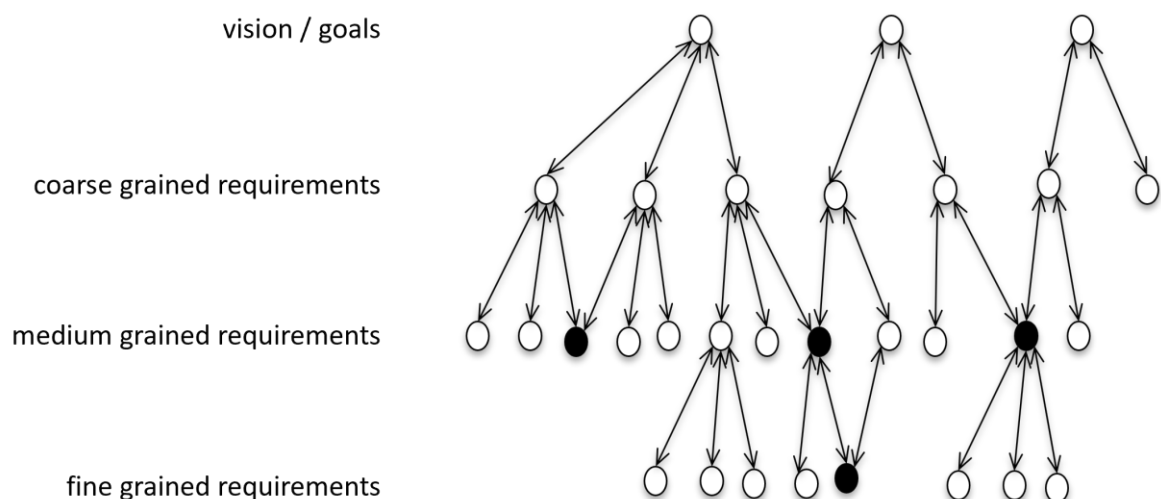 vision / goals
coarse grained requirements
medium grained requirements
fine grained requirements